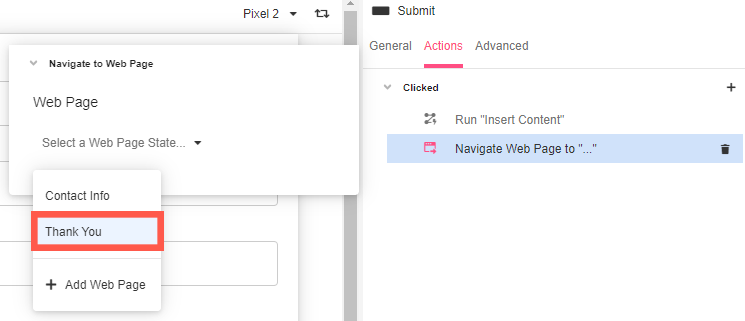 Pixel 2
Navigate to Web Page
Web Page
Select a Web Page State...
Contact Info
Thank You
+ Add Web Page
Submit
General Actions Advanced
Clicked +
Run "Insert Content"
Navigate Web Page to "..."